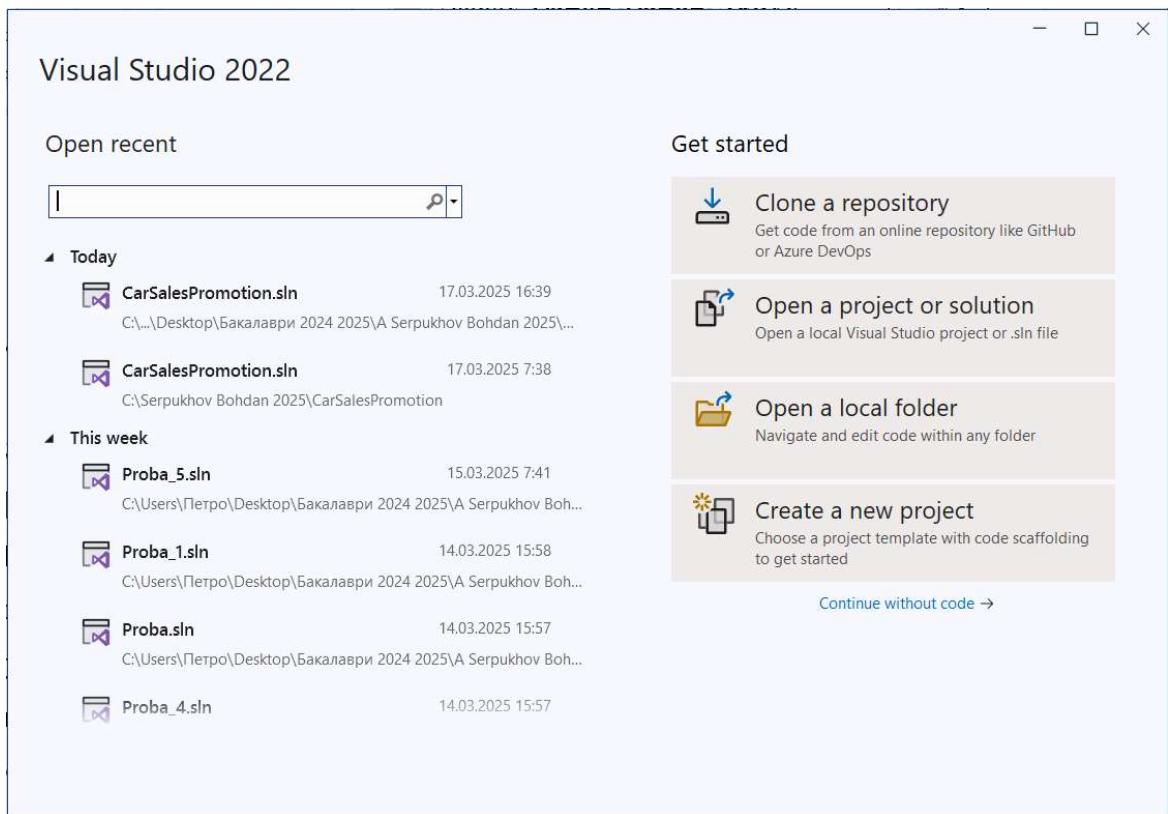 Visual Studio 2022
Open recent
Today
CarSalesPromotion.sln 17.03.2025 16:39
C:\...\Desktop\Бакалаври 2024 2025\A Serpukhov Bohdan 2025\...
CarSalesPromotion.sln 17.03.2025 7:38
C:\Serpukhov Bohdan 2025\CarSalesPromotion
This week
Proba_5.sln 15.03.2025 7:41
C:\Users\Петро\Desktop\Бакалаври 2024 2025\A Serpukhov Boh...
Proba_1.sln 14.03.2025 15:58
C:\Users\Петро\Desktop\Бакалаври 2024 2025\A Serpukhov Boh...
Proba.sln 14.03.2025 15:57
C:\Users\Петро\Desktop\Бакалаври 2024 2025\A Serpukhov Boh...
Proba_4.sln 14.03.2025 15:57
Get started
Clone a repository
Get code from an online repository like GitHub
or Azure DevOps
Open a project or solution
Open a local Visual Studio project or .sln file
Open a local folder
Navigate and edit code within any folder
Create a new project
Choose a project template with code scaffolding
to get started
Continue without code →